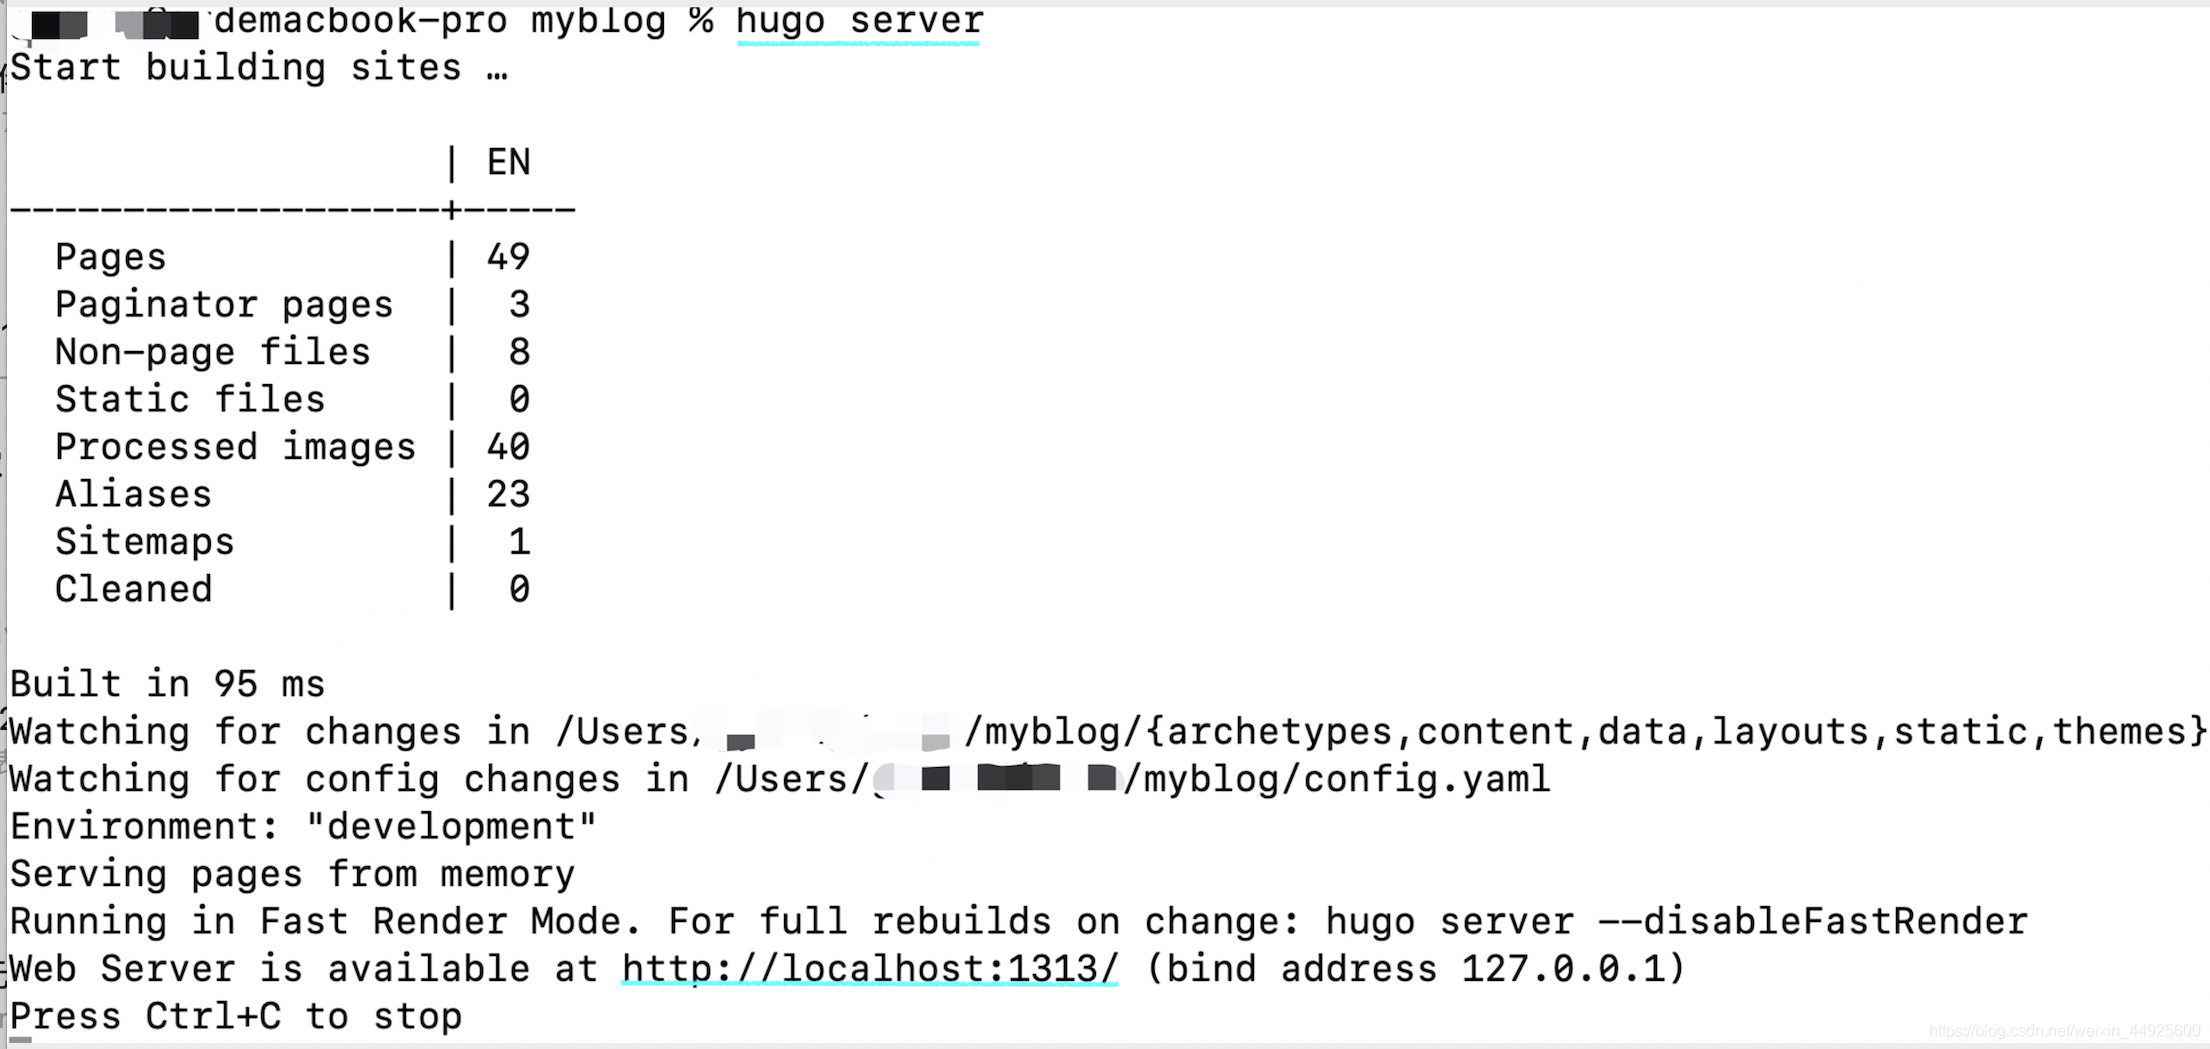 demacbook-pro myblog % hugo server
Start building sites …
| EN
-------------------+-----
Pages | 49
Paginator pages | 3
Non-page files | 8
Static files | 0
Processed images | 40
Aliases | 23
Sitemaps | 1
Cleaned | 0
Built in 95 ms
Watching for changes in /Users /myblog/{archetypes,content,data,layouts,static,themes}
Watching for config changes in /Users/ /myblog/config.yaml
Environment: "development"
Serving pages from memory
Running in Fast Render Mode. For full rebuilds on change: hugo server --disableFastRender
Web Server is available at http://localhost:1313/ (bind address 127.0.0.1)
Press Ctrl+C to stop
https://blog.csdn.net/weixin_44925600